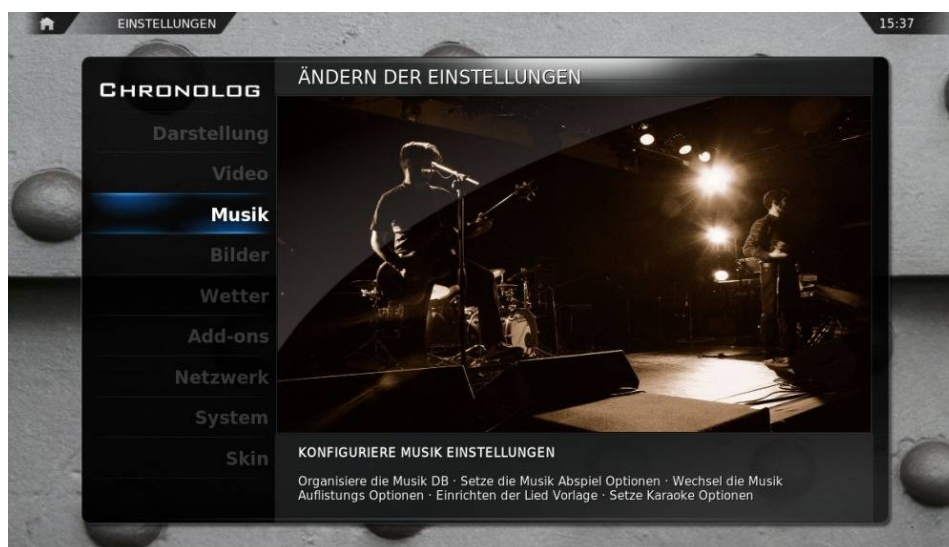 EINSTELLUNGEN
15:37
CHRONOLOG
ÄNDERN DER EINSTELLUNGEN
Darstellung
Video
Musik
Bilder
Wetter
Add-ons
Netzwerk
System
Skin
KONFIGURIERE MUSIK EINSTELLUNGEN
Organisiere die Musik DB · Setze die Musik Abspiel Optionen · Wechsel die Musik
Auflistungs Optionen · Einrichten der Lied Vorlage · Setze Karaoke Optionen